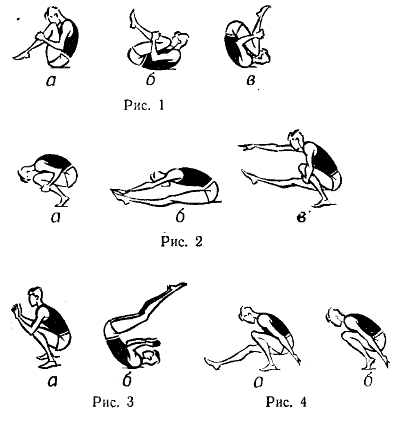 а б в
Рис. 1
а б в
Рис. 2
а б а б
Рис. 3 Рис. 4